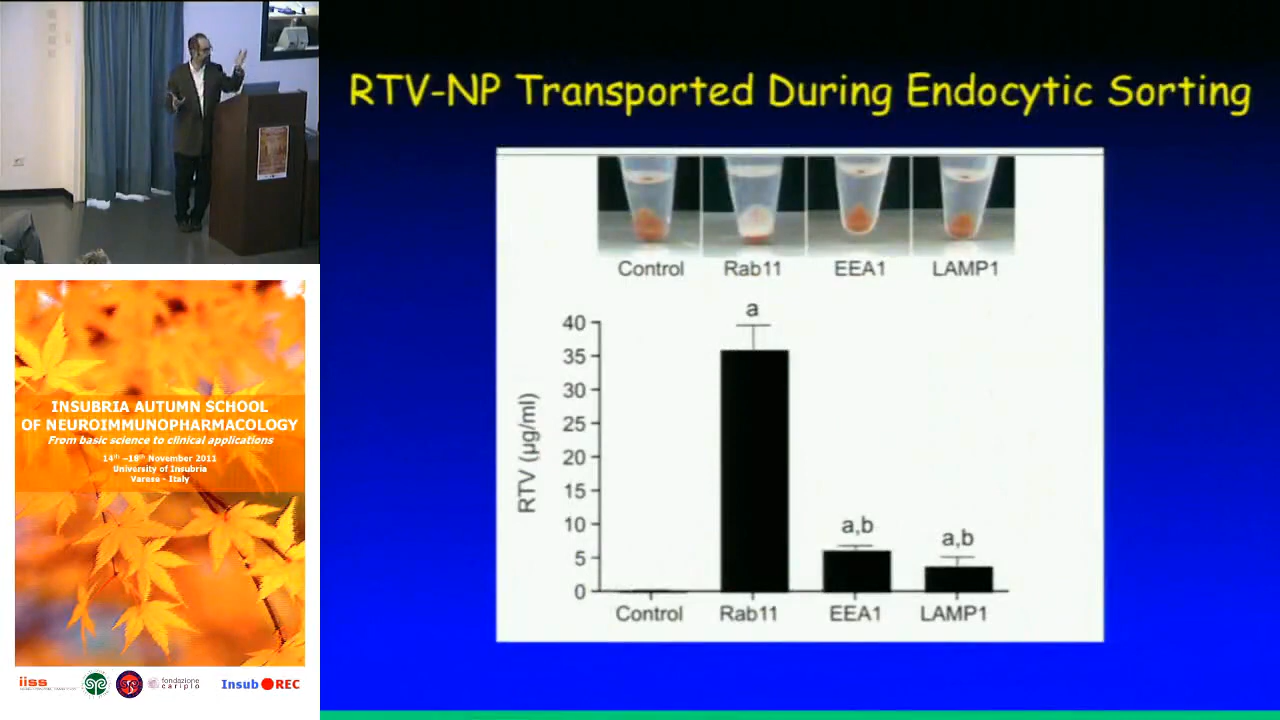 RTV-NP Transported During Endocytic Sorting
Control Rab11 EEA1 LAMP1
a
a,b
a,b
RTV (µg/ml)
40
35
30
25
20
15
10
5
0
Control Rab11 EEA1 LAMP1
INSUBRIA AUTUMN SCHOOL
OF NEUROIMMUNOPHARMACOLOGY
From basic science to clinical applications
14th –18th November 2011
University of Insubria
Varese - Italy
iiss
fondazione
cariplo
InsubREC